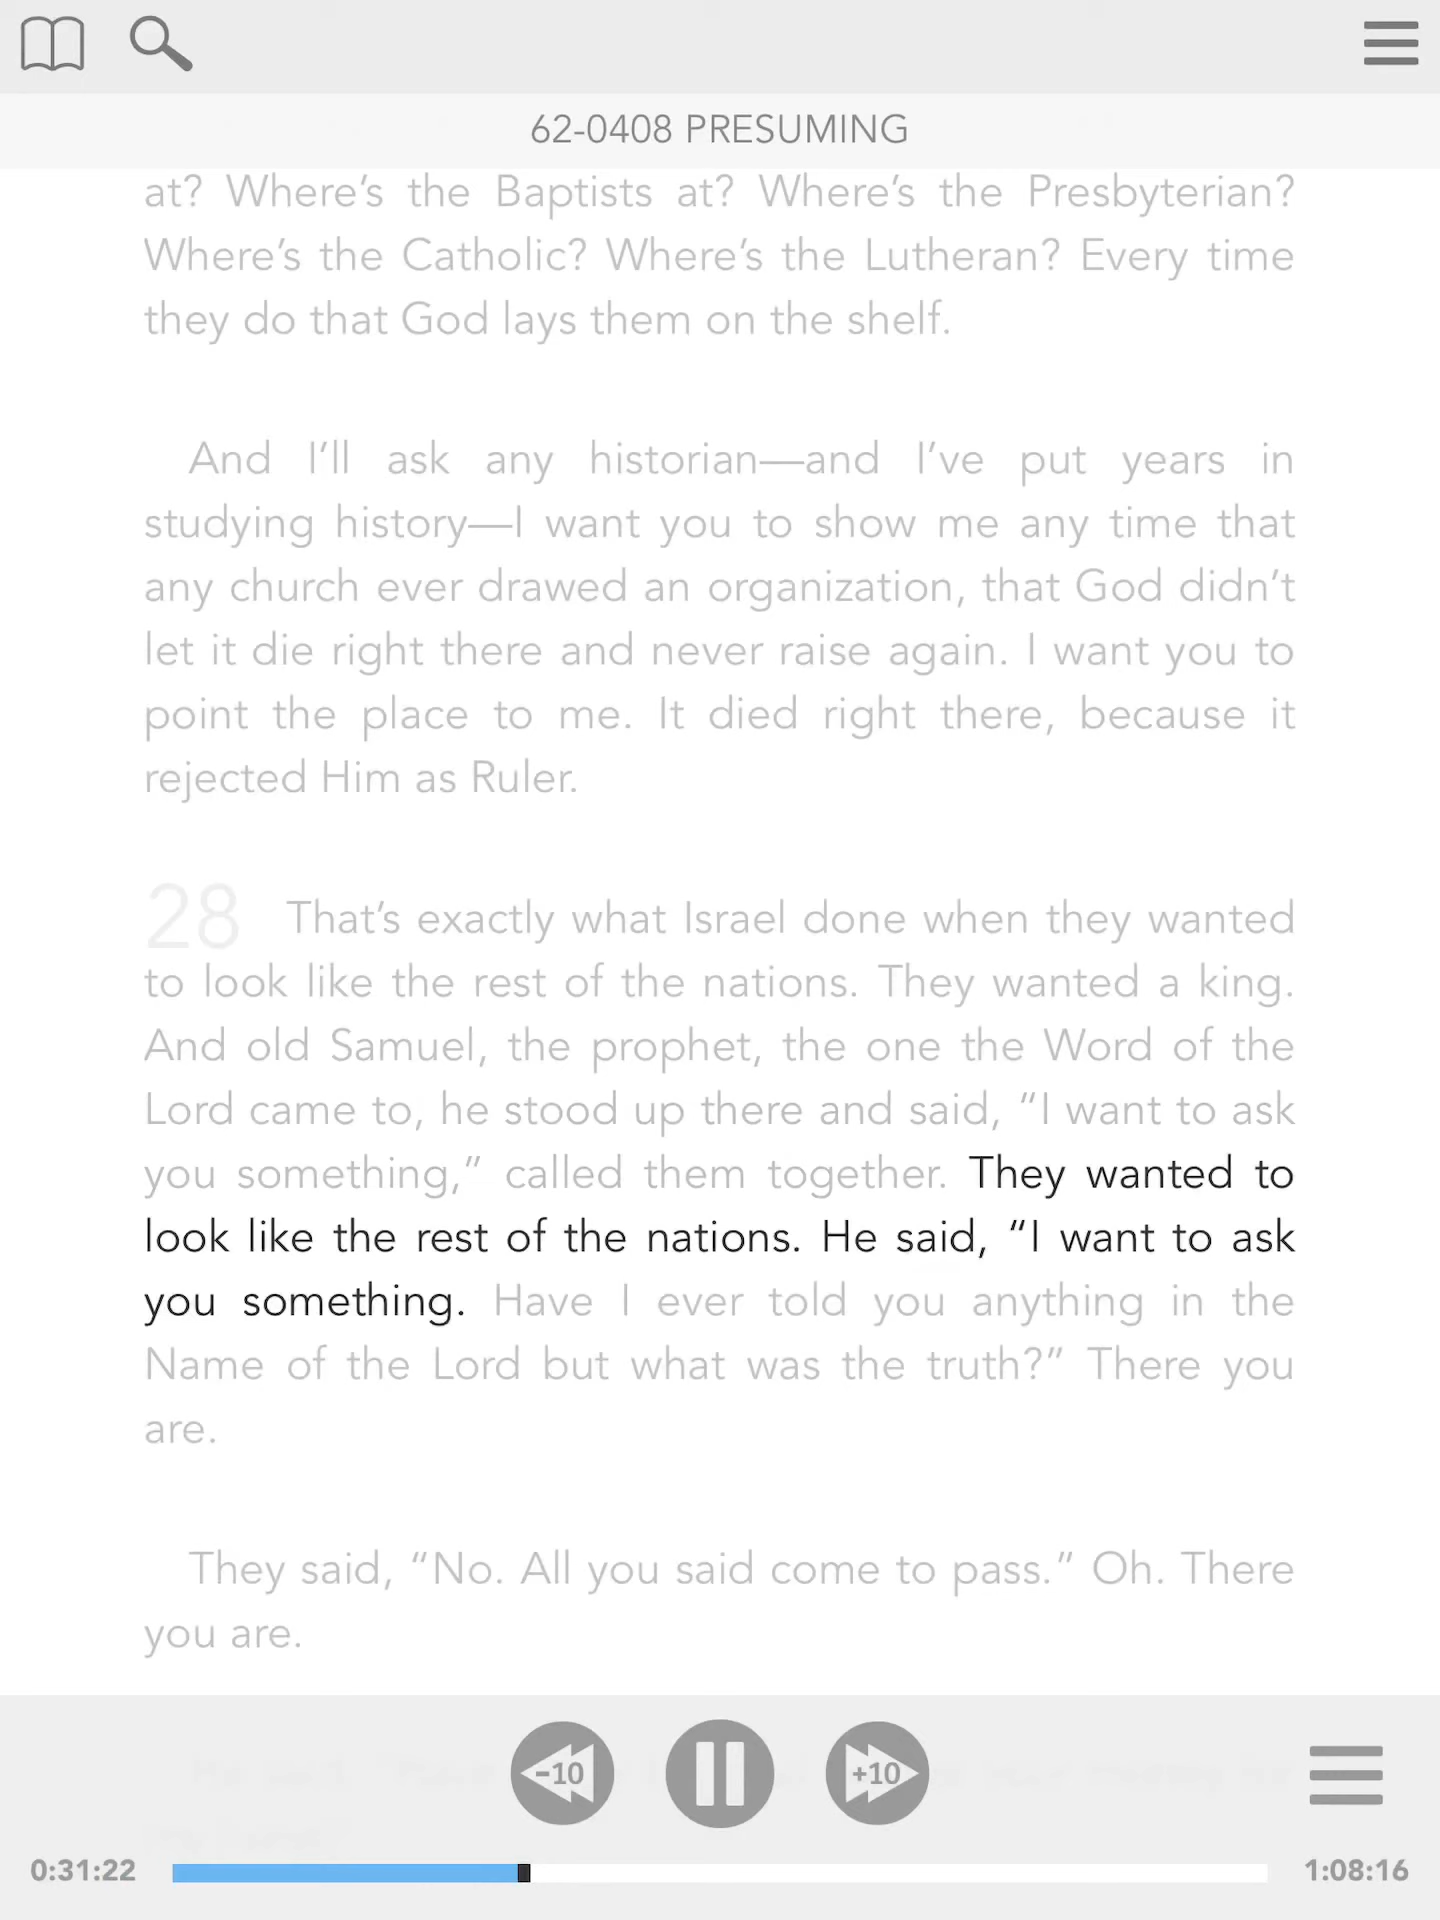 62-0408 PRESUMING
at? Where’s the Baptists at? Where’s the Presbyterian?
Where’s the Catholic? Where’s the Lutheran? Every time
they do that God lays them on the shelf.
And I’ll ask any historian—and I’ve put years in
studying history—I want you to show me any time that
any church ever drawed an organization, that God didn’t
let it die right there and never raise again. I want you to
point the place to me. It died right there, because it
rejected Him as Ruler.
28 That’s exactly what Israel done when they wanted
to look like the rest of the nations. They wanted a king.
And old Samuel, the prophet, the one the Word of the
Lord came to, he stood up there and said, “I want to ask
you something,” called them together. They wanted to
look like the rest of the nations. He said, “I want to ask
you something. Have I ever told you anything in the
Name of the Lord but what was the truth?” There you
are.
They said, “No. All you said come to pass.” Oh. There
you are.
-10 +10
0:31:22 1:08:16